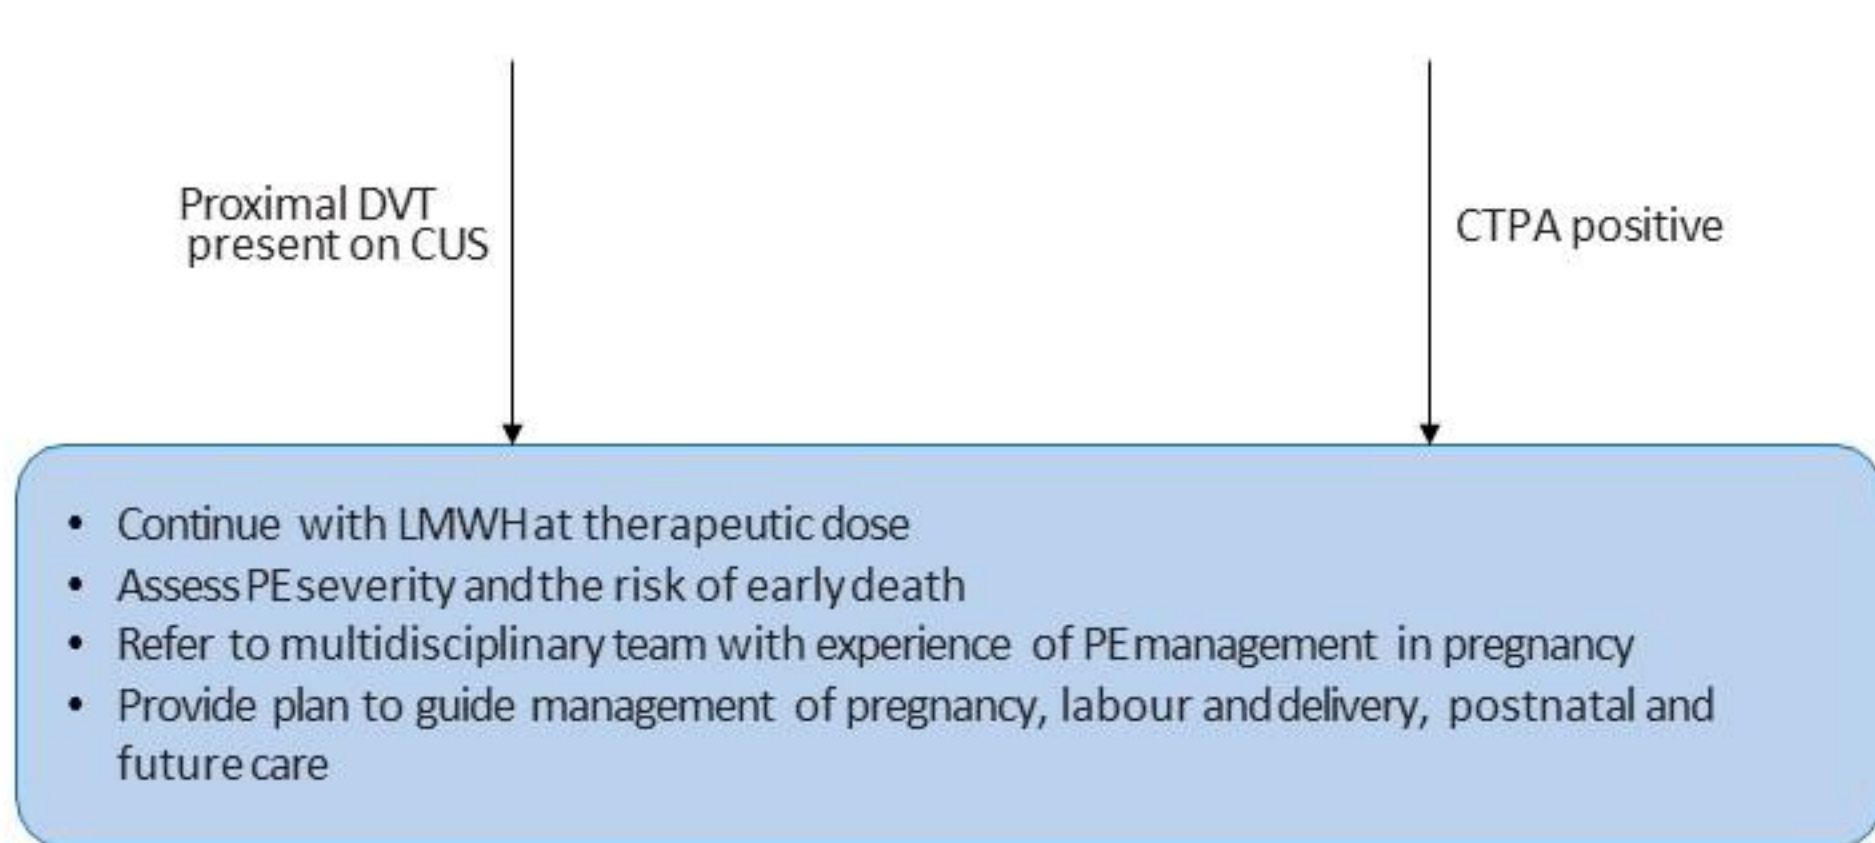 Proximal DVT
present on CUS
CTPA positive
• Continue with LMWH at therapeutic dose
• Assess PE severity and the risk of early death
• Refer to multidisciplinary team with experience of PE management in pregnancy
• Provide plan to guide management of pregnancy, labour and delivery, postnatal and
future care